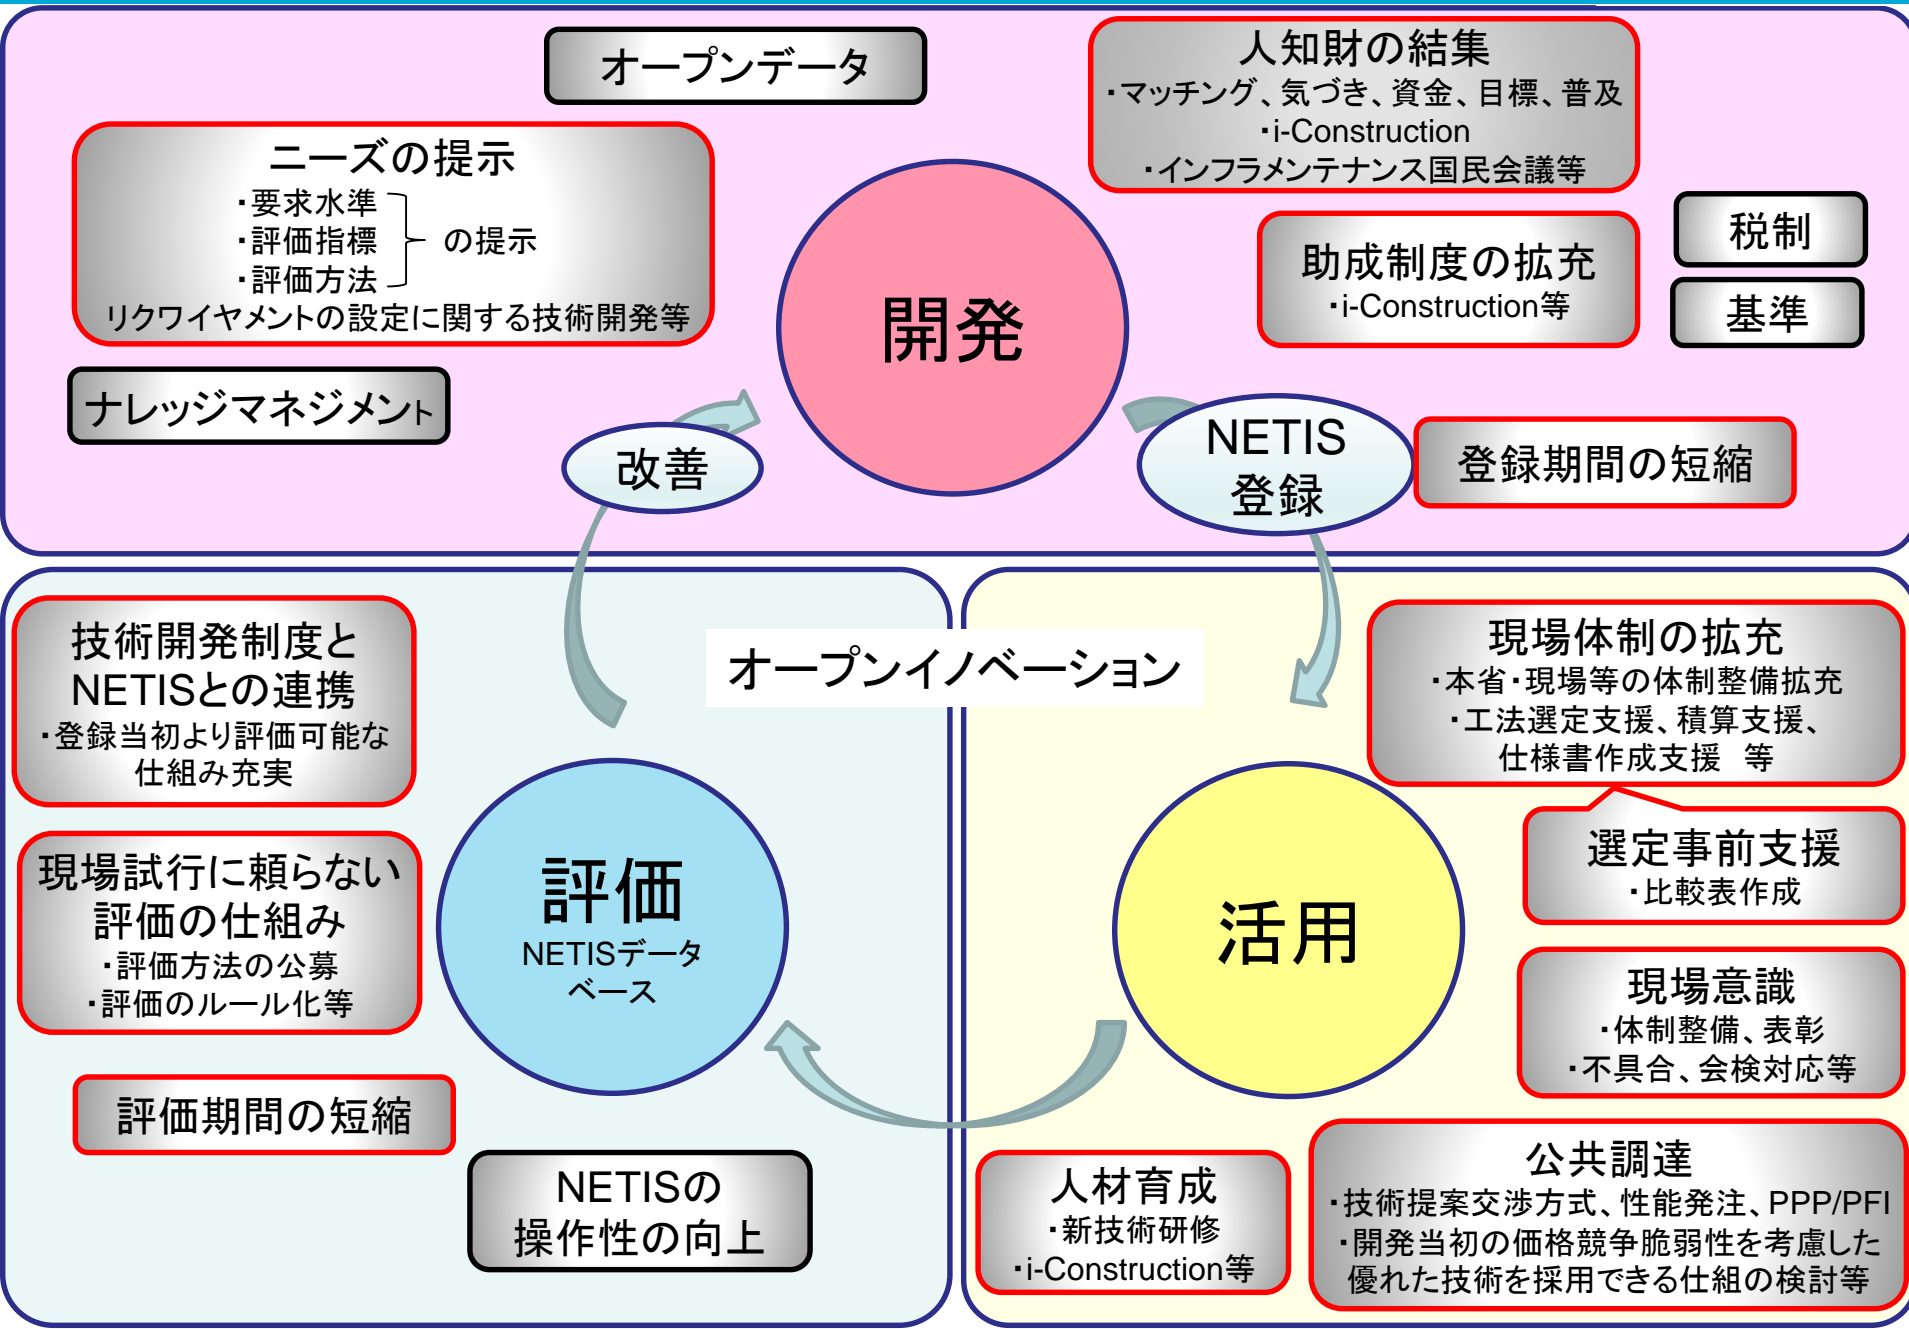 オープンデータ
人知財の結集
・マッチング、気づき、資金、目標、普及
・i-Construction
・インフラメンテナンス国民会議等
ニーズの提示
・要求水準
・評価指標
・評価方法
の提示
リクワイヤメントの設定に関する技術開発等
税制
助成制度の拡充
・i-Construction等
基準
開発
ナレッジマネジメント
改善
NETIS
登録
登録期間の短縮
オープンイノベーション
技術開発制度と
NETISとの連携
・登録当初より評価可能な
仕組み充実
現場試行に頼らない
評価の仕組み
・評価方法の公募
・評価のルール化等
評価期間の短縮
評価
NETISデータ
ベース
NETISの
操作性の向上
現場体制の拡充
・本省・現場等の体制整備拡充
・工法選定支援、積算支援、
仕様書作成支援　等
選定事前支援
・比較表作成
活用
現場意識
・体制整備、表彰
・不具合、会検対応等
人材育成
・新技術研修
・i-Construction等
公共調達
・技術提案交渉方式、性能発注、PPP/PFI
・開発当初の価格競争脆弱性を考慮した
優れた技術を採用できる仕組の検討等